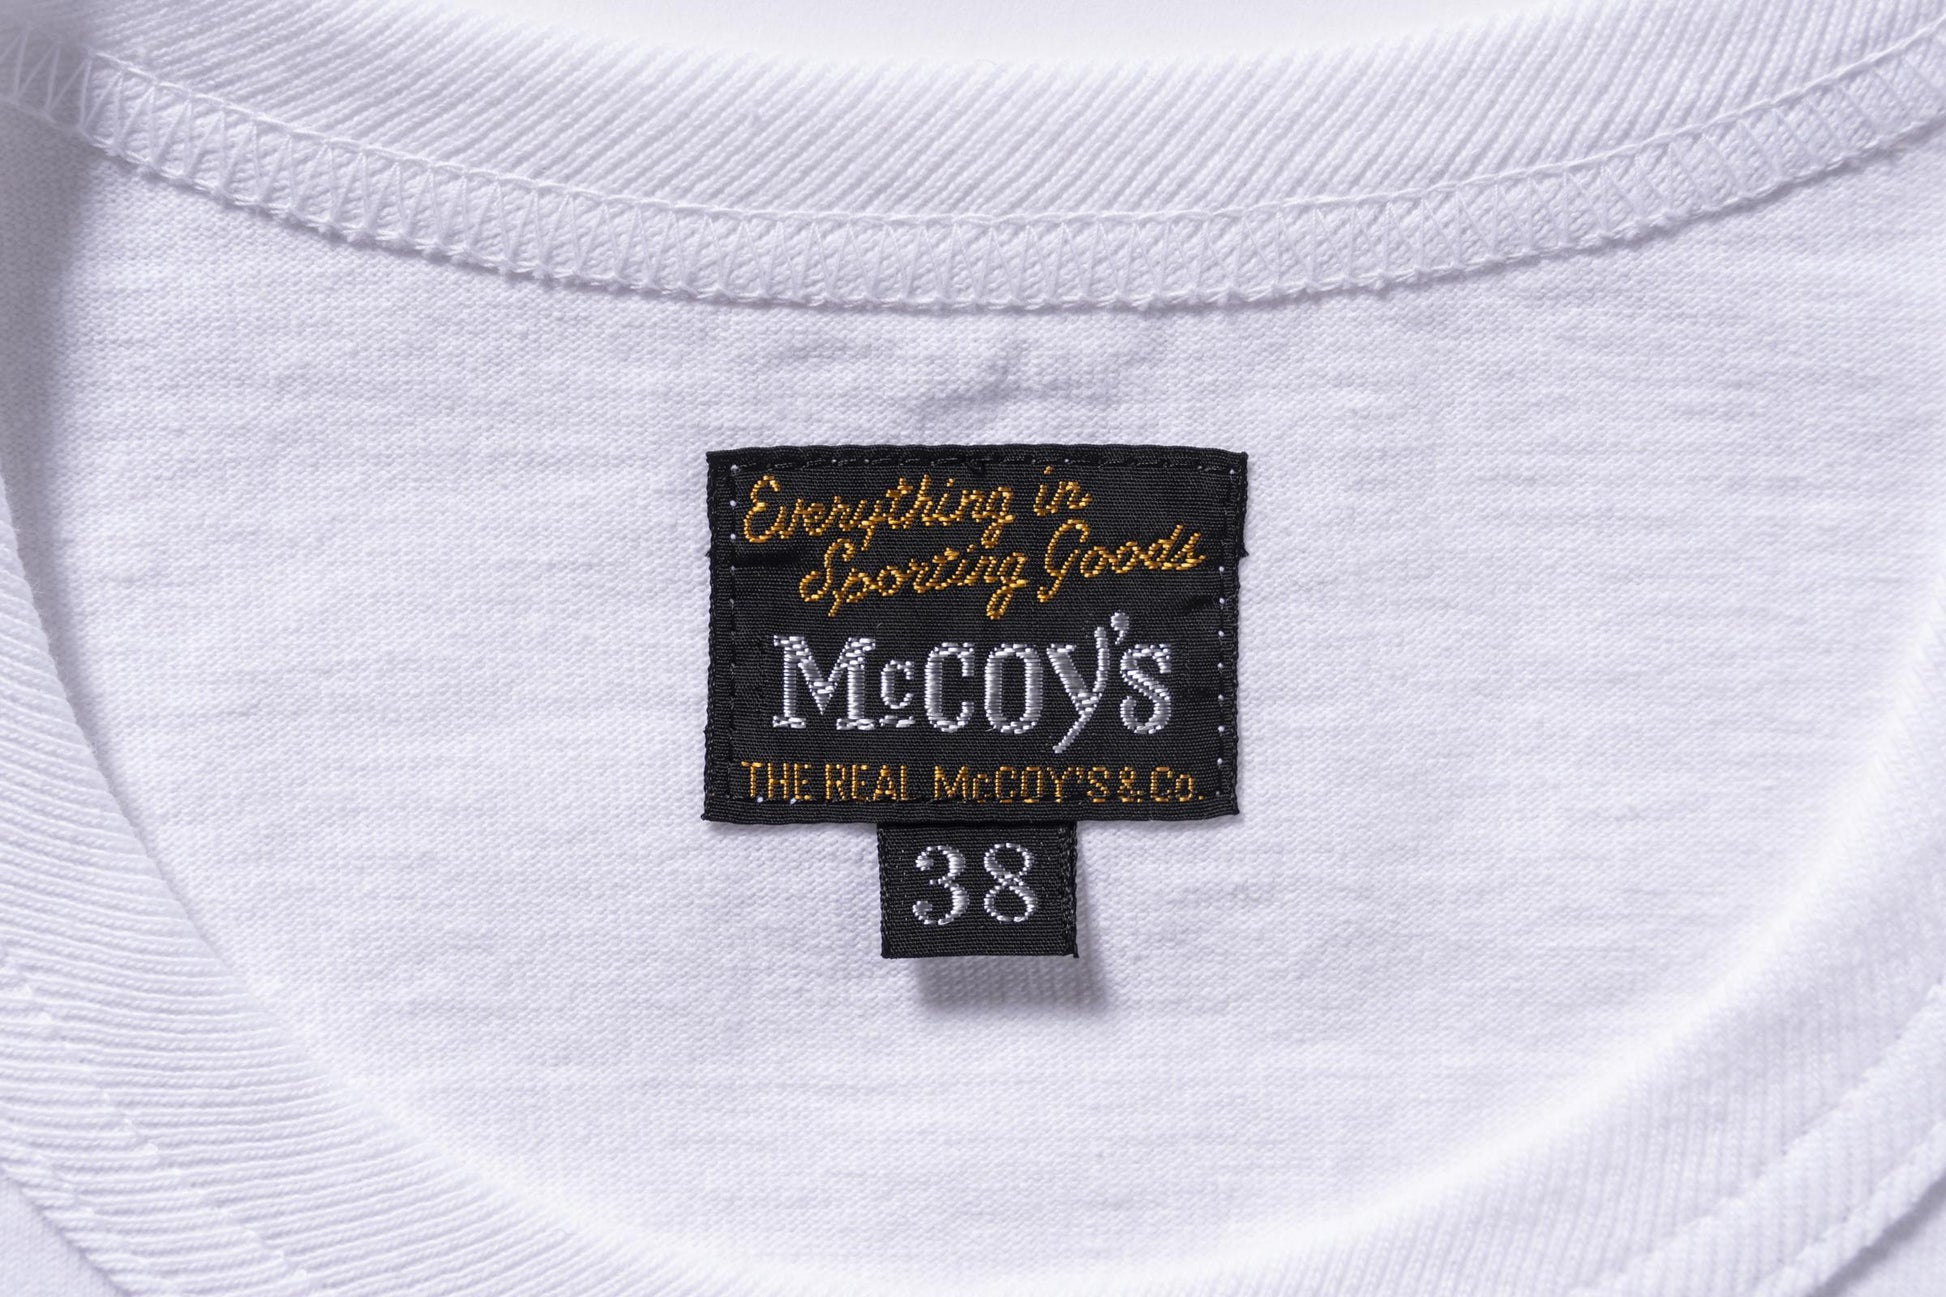 Everything in
Sporting Goods
McCOY'S
THE REAL McCOY'S & Co.
38